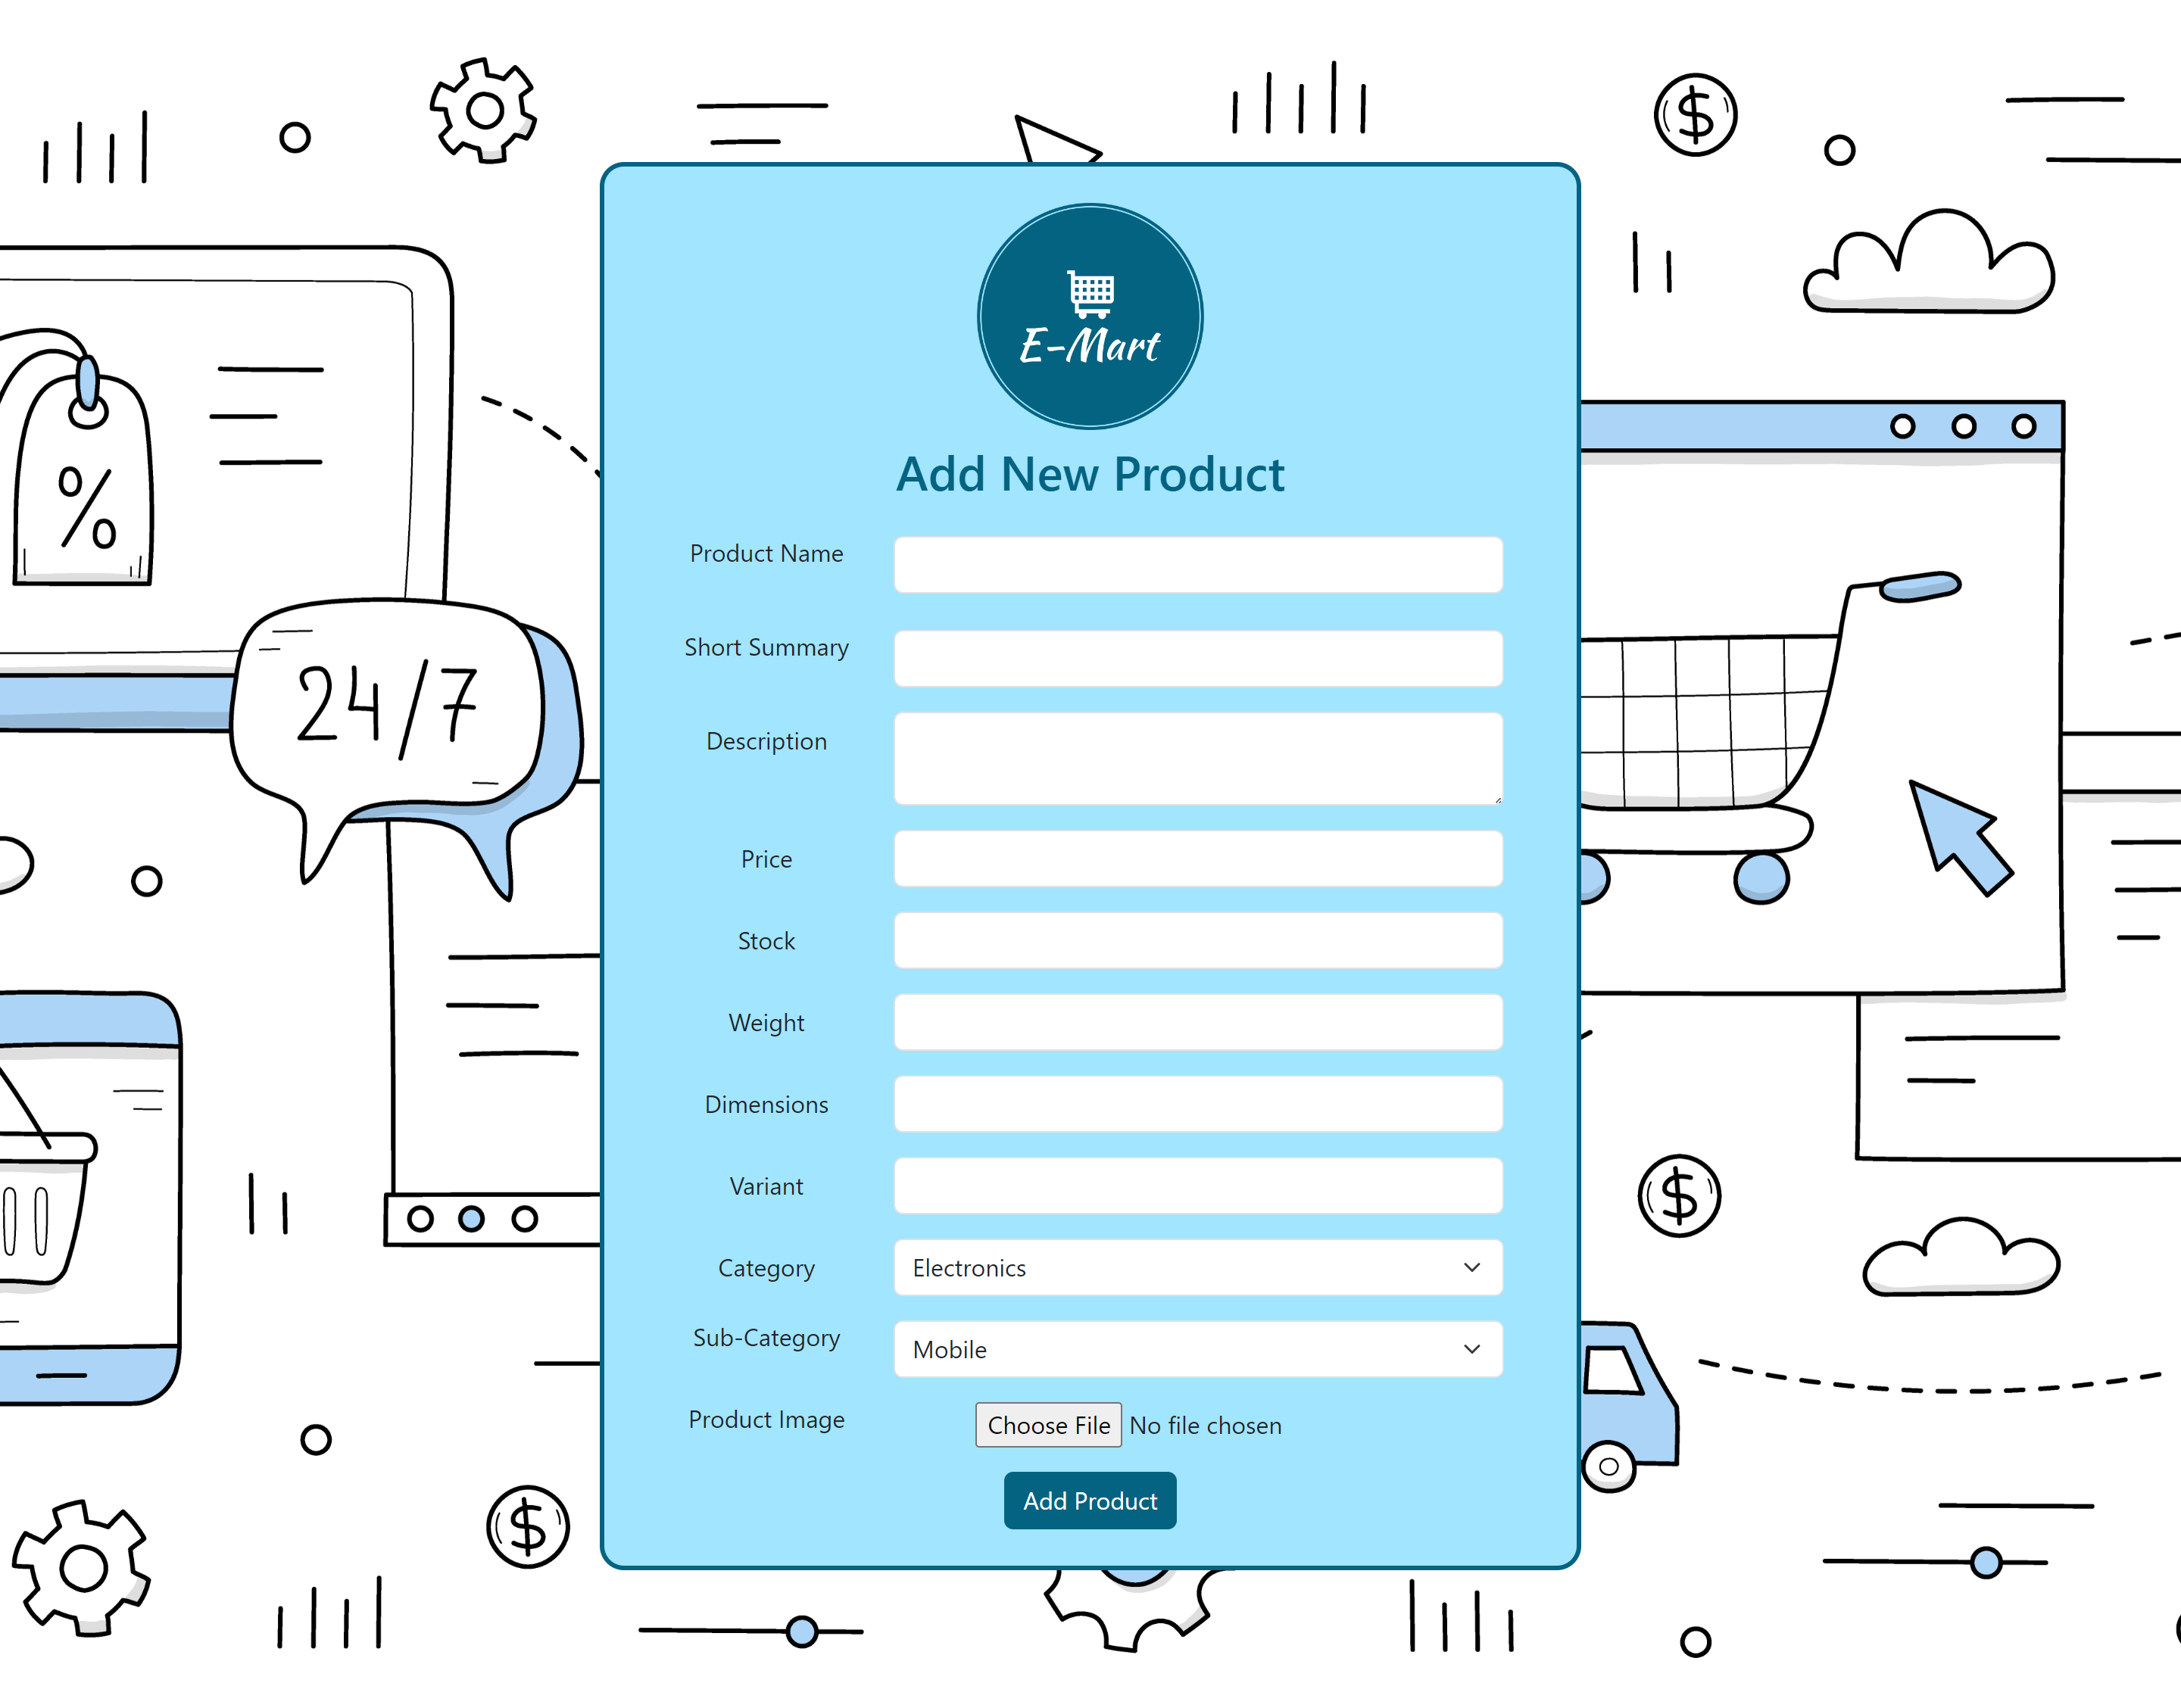 E-Mart
Add New Product
Product Name
Short Summary
Description
Price
Stock
Weight
Dimensions
Variant
Category
Electronics
Sub-Category
Mobile
Product Image
Choose File No file chosen
Add Product
%
24/7
$
$
$